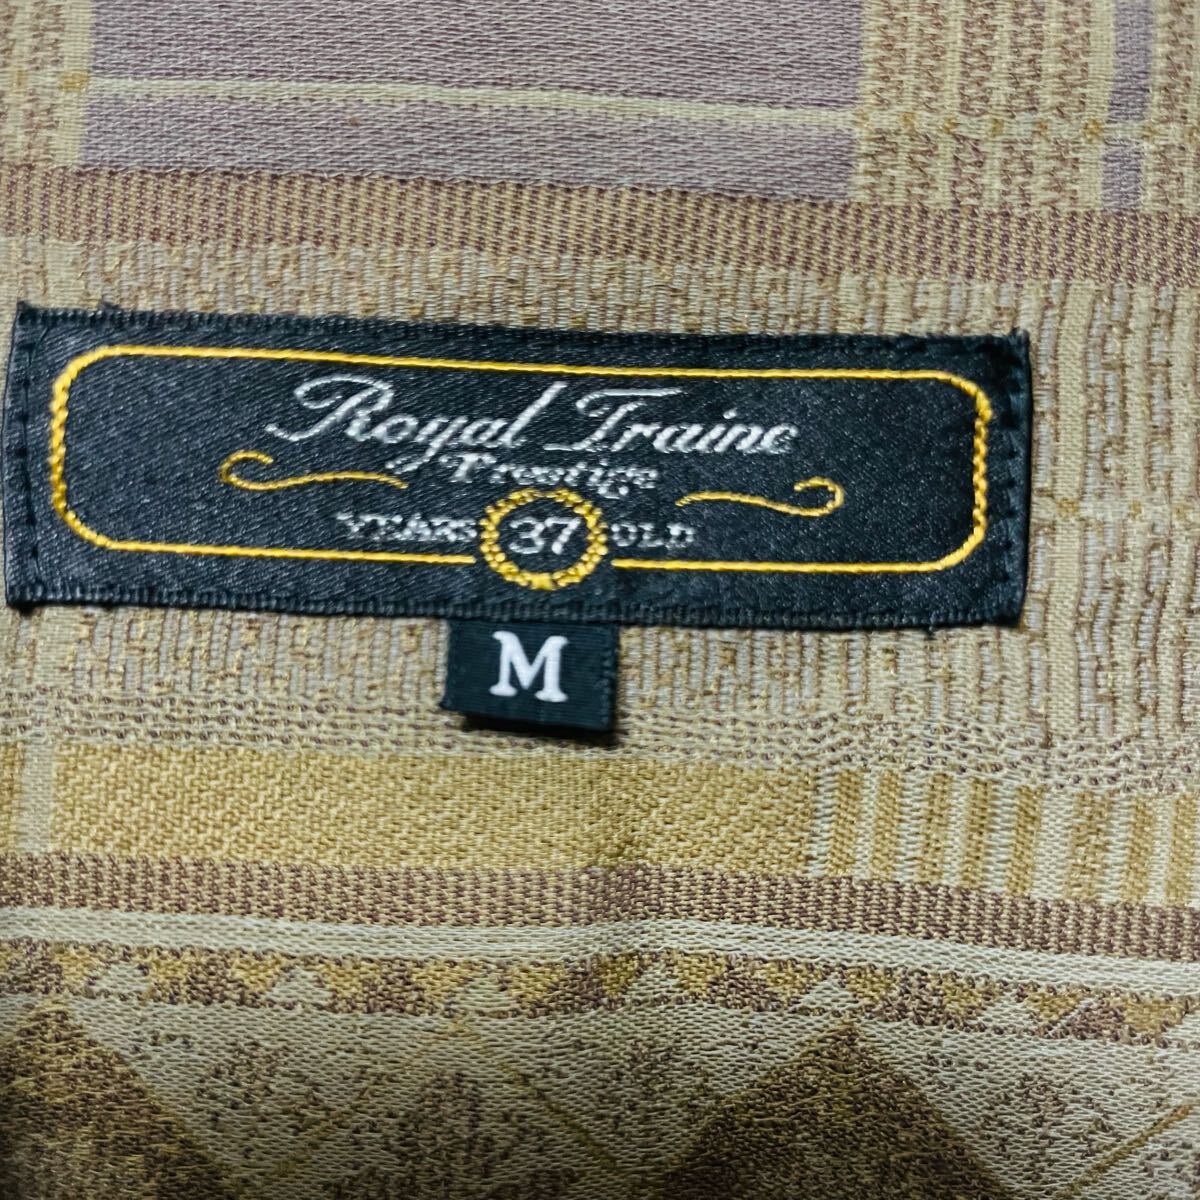 Royal Traine
Prestige
YEARS 37 OLD
M